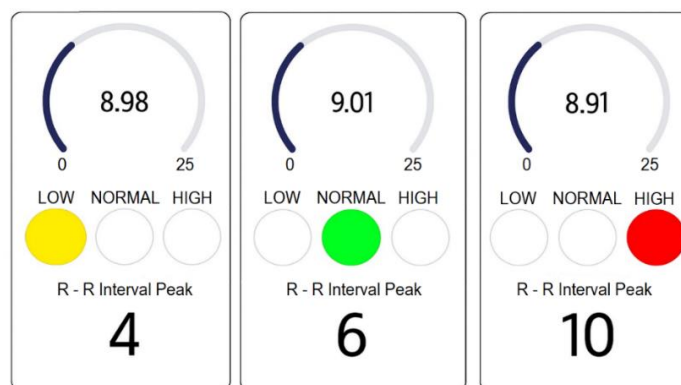 8.98
0 25
LOW NORMAL HIGH
R - R Interval Peak
4
9.01
0 25
LOW NORMAL HIGH
R - R Interval Peak
6
8.91
0 25
LOW NORMAL HIGH
R - R Interval Peak
10